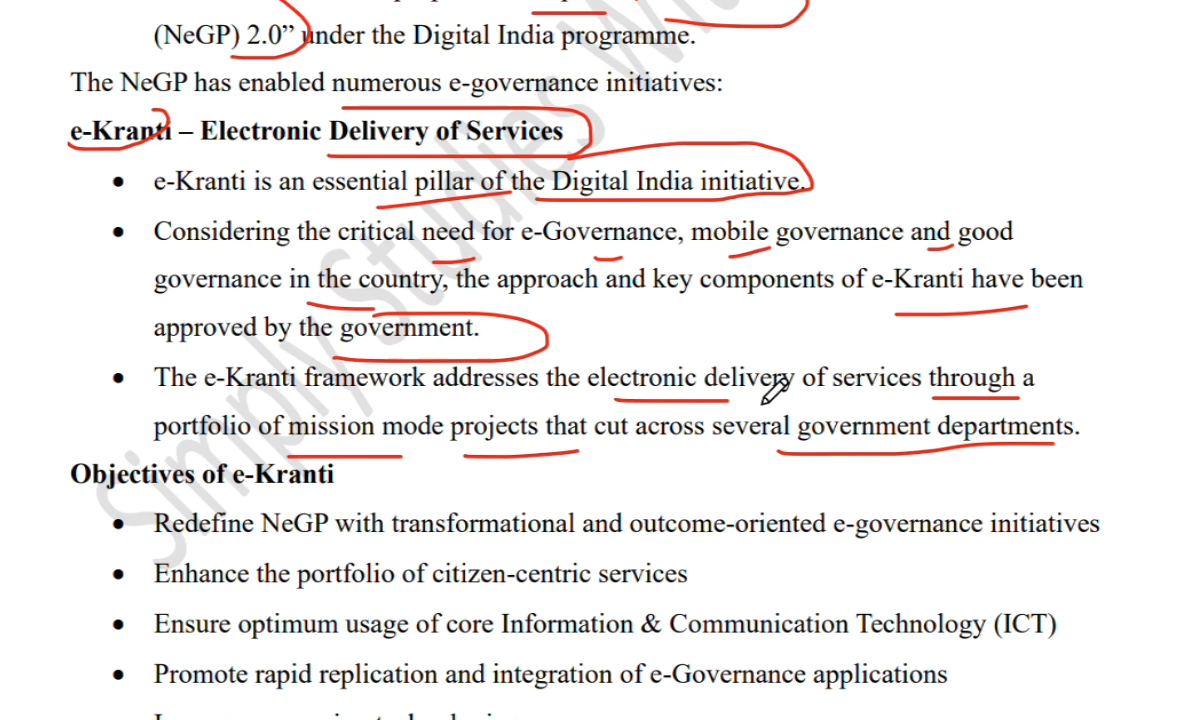 (NeGP) 2.0” under the Digital India programme.
The NeGP has enabled numerous e-governance initiatives:
e-Kranti – Electronic Delivery of Services
• e-Kranti is an essential pillar of the Digital India initiative.
• Considering the critical need for e-Governance, mobile governance and good
governance in the country, the approach and key components of e-Kranti have been
approved by the government.
• The e-Kranti framework addresses the electronic delivery of services through a
portfolio of mission mode projects that cut across several government departments.
Objectives of e-Kranti
• Redefine NeGP with transformational and outcome-oriented e-governance initiatives
• Enhance the portfolio of citizen-centric services
• Ensure optimum usage of core Information & Communication Technology (ICT)
• Promote rapid replication and integration of e-Governance applications
Simply Studies